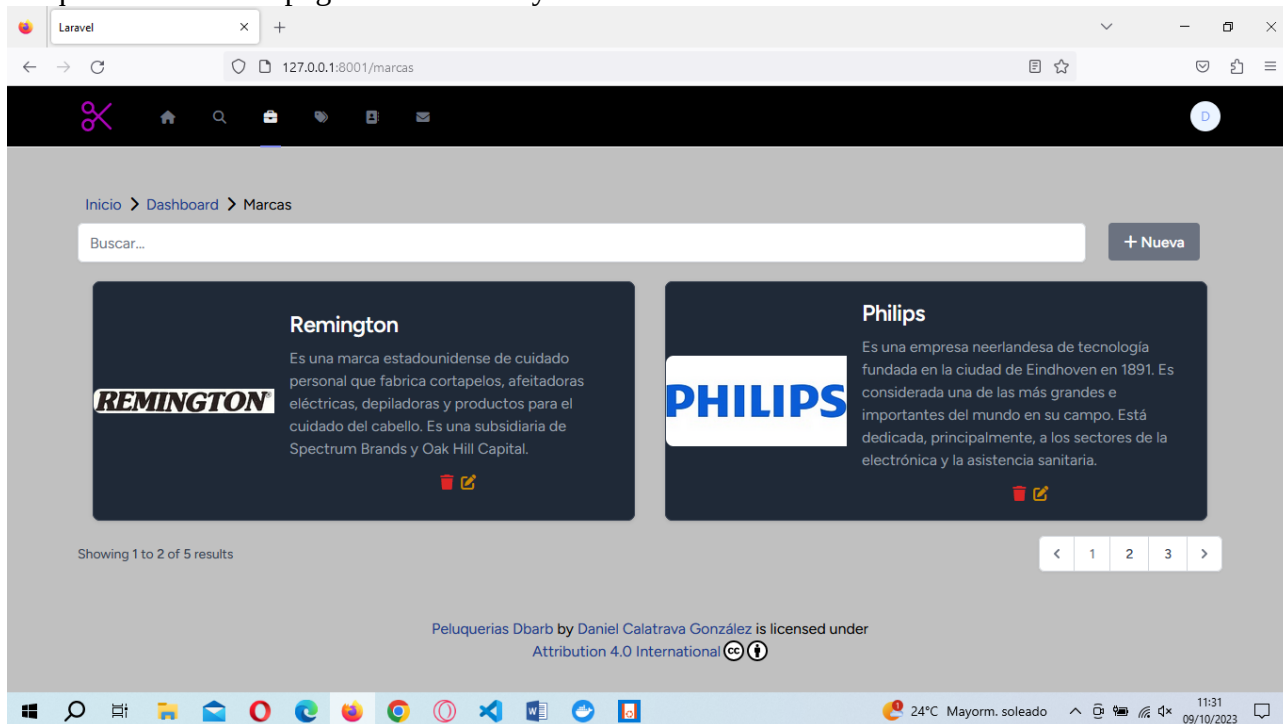 Laravel
127.0.0.1:8001/marcas
D
Inicio Dashboard Marcas
Buscar...
+ Nueva
Remington
Es una marca estadounidense de cuidado
personal que fabrica cortapelos, afeitadoras
eléctricas, depiladoras y productos para el
cuidado del cabello. Es una subsidiaria de
Spectrum Brands y Oak Hill Capital.
REMINGTON®
Philips
Es una empresa neerlandesa de tecnología
fundada en la ciudad de Eindhoven en 1891. Es
considerada una de las más grandes e
importantes del mundo en su campo. Está
dedicada, principalmente, a los sectores de la
electrónica y la asistencia sanitaria.
PHILIPS
Showing 1 to 2 of 5 results
< 1 2 3 >
Peluquerias Dbarb by Daniel Calatrava González is licensed under
Attribution 4.0 International
24°C Mayorm. soleado
11:31
09/10/2023